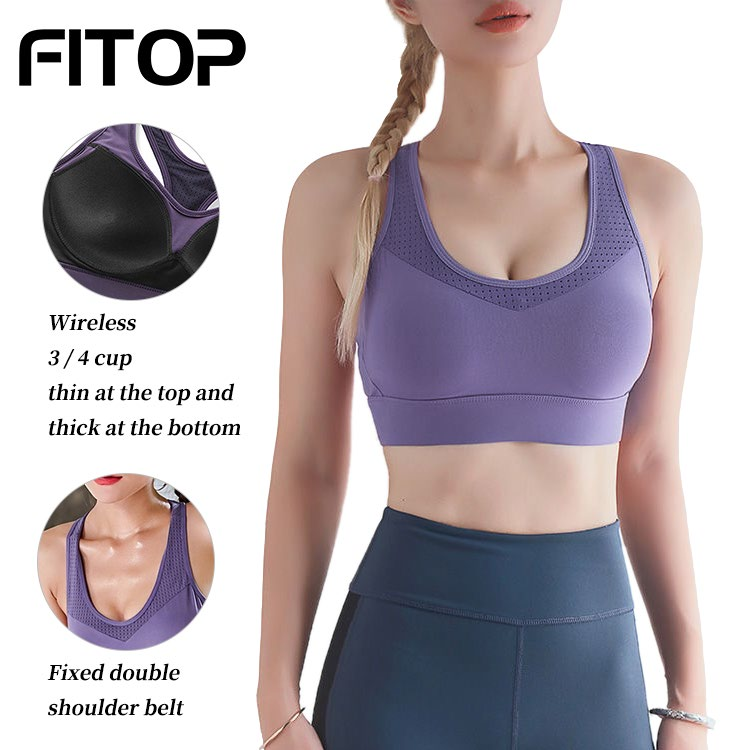 FITOP
Wireless
3 / 4 cup
thin at the top and
thick at the bottom
Fixed double
shoulder belt